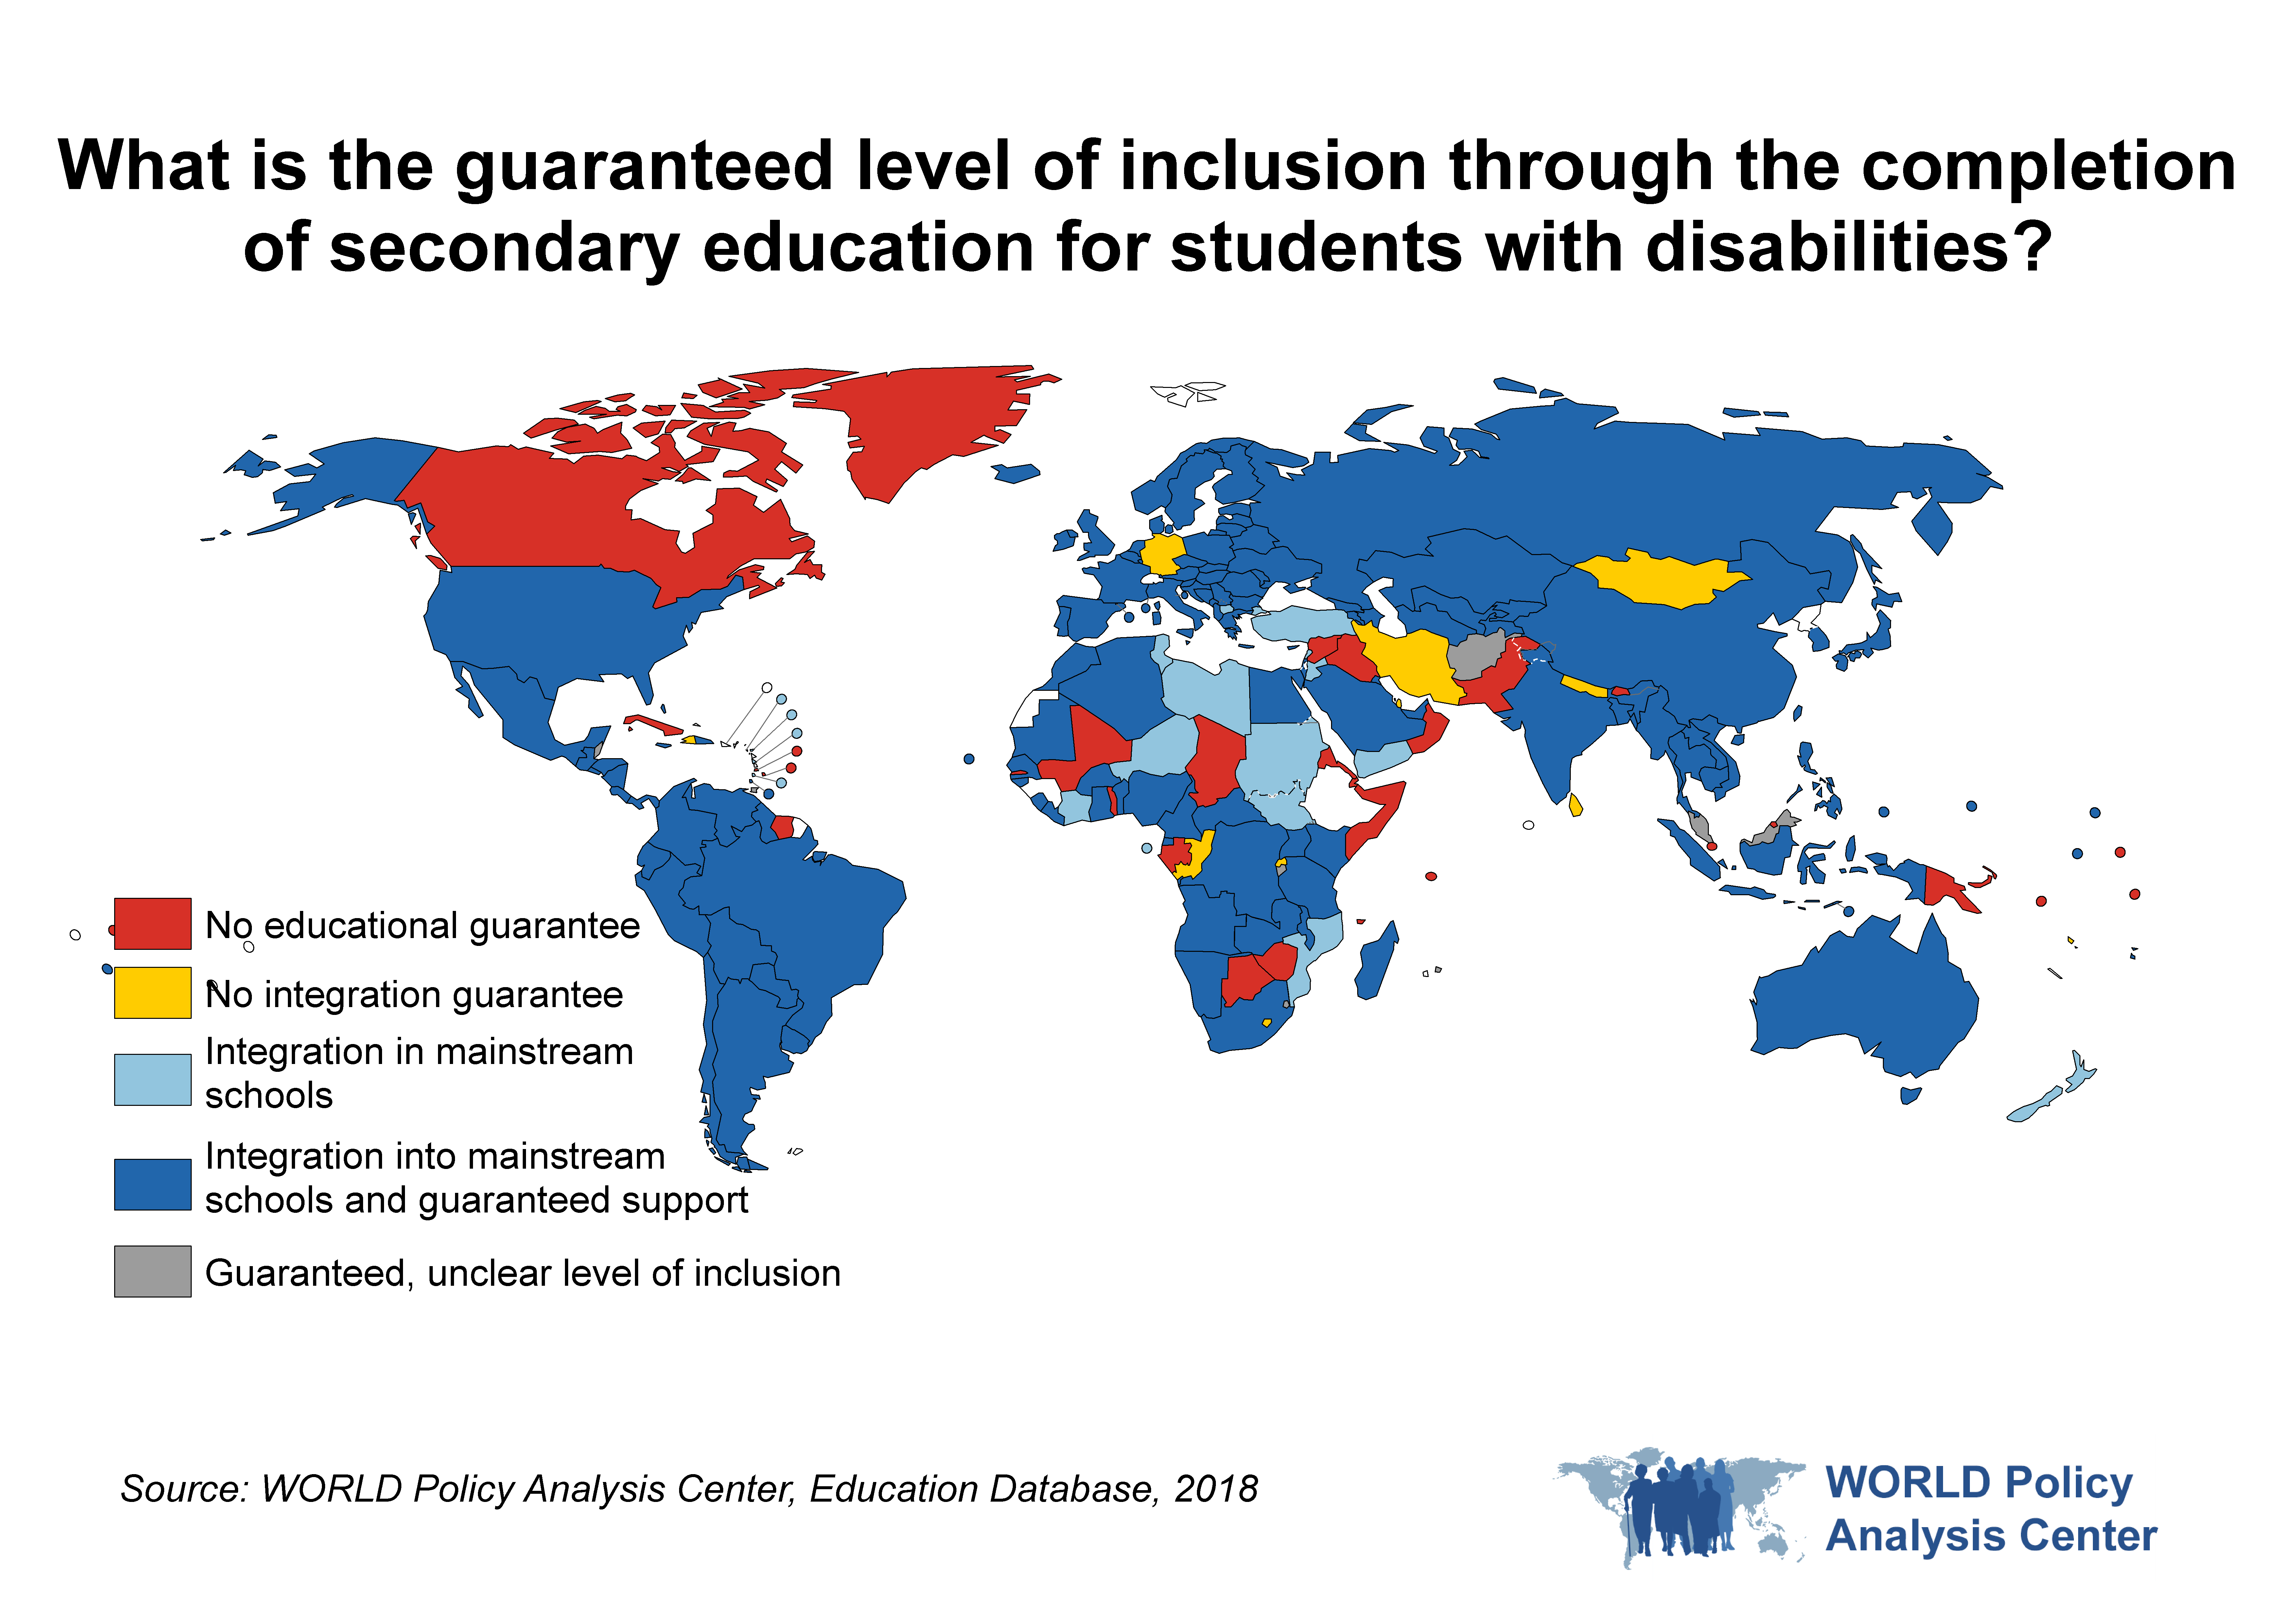 What is the guaranteed level of inclusion through the completion
of secondary education for students with disabilities?
No educational guarantee
No integration guarantee
Integration in mainstream
schools
Integration into mainstream
schools and guaranteed support
Guaranteed, unclear level of inclusion
Source: WORLD Policy Analysis Center, Education Database, 2018
WORLD Policy
Analysis Center